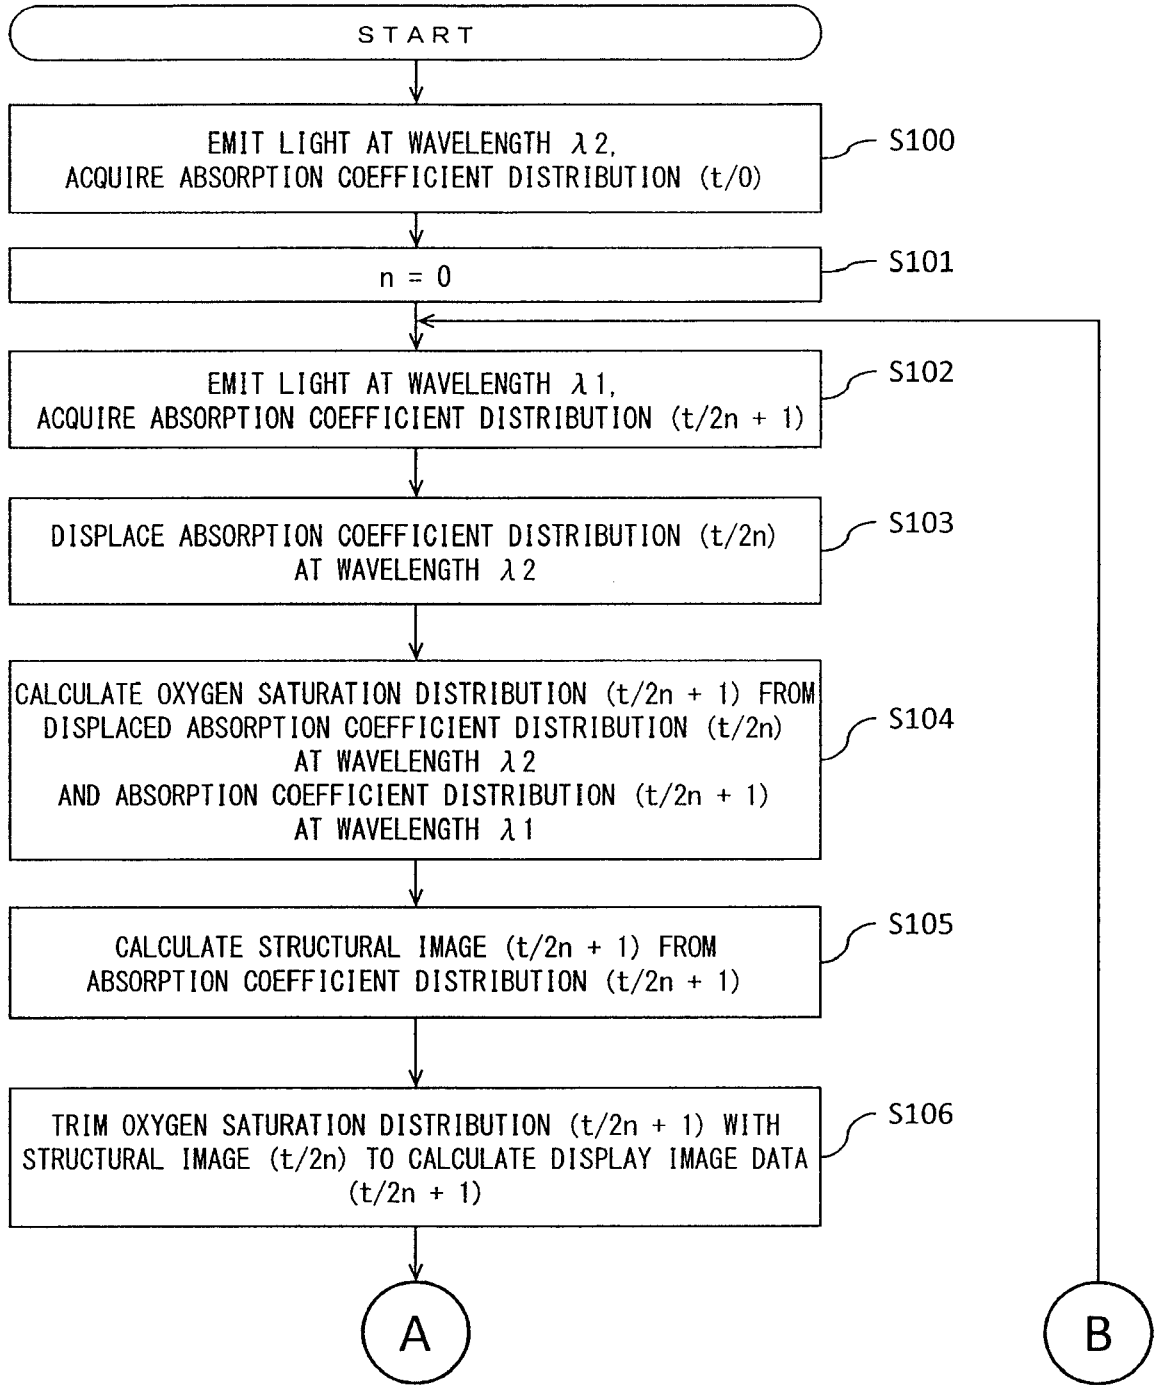 START
EMIT LIGHT AT WAVELENGTH λ2,
ACQUIRE ABSORPTION COEFFICIENT DISTRIBUTION (t/0)
S100
n = 0
S101
EMIT LIGHT AT WAVELENGTH λ1,
ACQUIRE ABSORPTION COEFFICIENT DISTRIBUTION (t/2n + 1)
S102
DISPLACE ABSORPTION COEFFICIENT DISTRIBUTION (t/2n)
AT WAVELENGTH λ2
S103
CALCULATE OXYGEN SATURATION DISTRIBUTION (t/2n + 1) FROM
DISPLACED ABSORPTION COEFFICIENT DISTRIBUTION (t/2n)
AT WAVELENGTH λ2
AND ABSORPTION COEFFICIENT DISTRIBUTION (t/2n + 1)
AT WAVELENGTH λ1
S104
CALCULATE STRUCTURAL IMAGE (t/2n + 1) FROM
ABSORPTION COEFFICIENT DISTRIBUTION (t/2n + 1)
S105
TRIM OXYGEN SATURATION DISTRIBUTION (t/2n + 1) WITH
STRUCTURAL IMAGE (t/2n) TO CALCULATE DISPLAY IMAGE DATA
(t/2n + 1)
S106
A
B